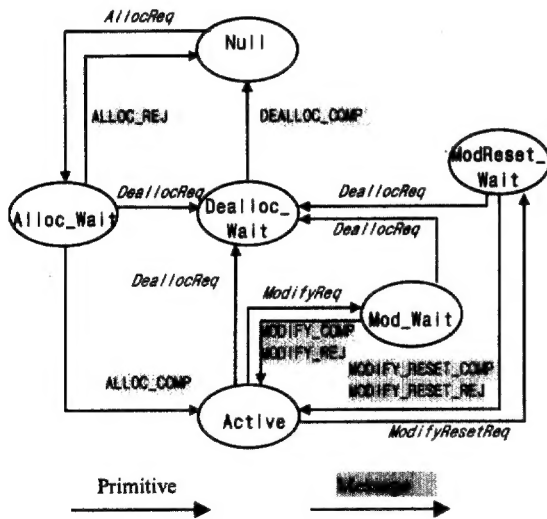 AllocReq
Null
ALLOC_REJ
DEALLOC_COMP
ModReset_
Wait
DeallocReq
DeallocReq
Alloc_Wait
Dealloc_
Wait
DeallocReq
DeallocReq
ModifyReq
Mod_Wait
MODIFY_COMP
MODIFY_REJ
ALLOC_COMP
MODIFY_RESET_COMP
MODIFY_RESET_REJ
Active
ModifyResetReq
Primitive
Message